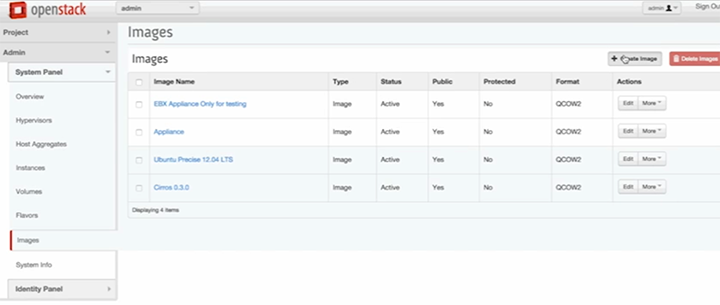 openstack
admin
admin
Sign Ou
Project
Admin
System Panel
Overview
Hypervisors
Host Aggregates
Instances
Volumes
Flavors
Images
System Info
Identity Panel
Images
Images
Image
Delete Images
Image Name Type Status Public Protected Format Actions
EBX Appliance Only for testing Image Active Yes No QCOW2 Edit More
Appliance Image Active Yes No QCOW2 Edit More
Ubuntu Precise 12.04 LTS Image Active Yes No QCOW2 Edit More
Cirros 0.3.0 Image Active Yes No QCOW2 Edit More
Displaying 4 items